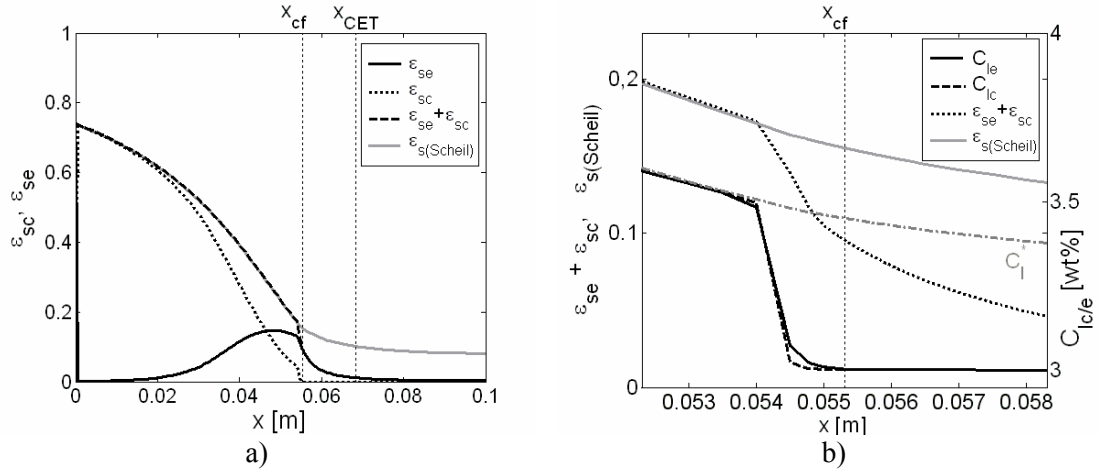 x_cf x_CET
1
0.8
0.6
0.4
0.2
0
ε_sc, ε_se
ε_se
ε_sc
ε_se+ε_sc
ε_s(Scheil)
0 0.02 0.04 0.06 0.08 0.1
x [m]
a)
x_cf
0,2
0.1
0
ε_se + ε_sc, ε_s(Scheil)
C_le
C_lc
ε_se+ε_sc
ε_s(Scheil)
C_l^*
4
3.5
3
C_lc/e [wt%]
0.053 0.054 0.055 0.056 0.057 0.058
x [m]
b)